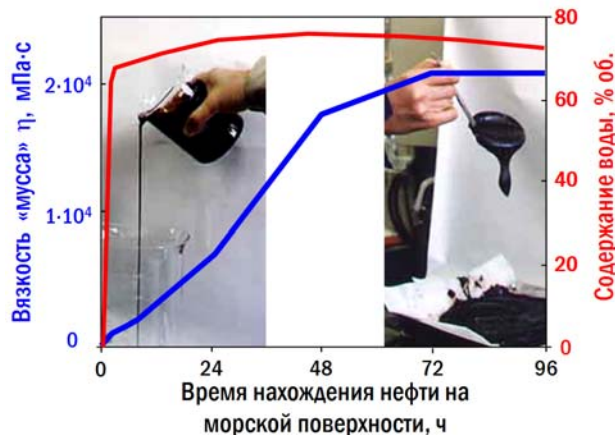 Вязкость «мусса» η, мПа·с
2·10⁴
1·10⁴
0
80
60
40
20
0
Содержание воды, % об.
0 24 48 72 96
Время нахождения нефти на
морской поверхности, ч